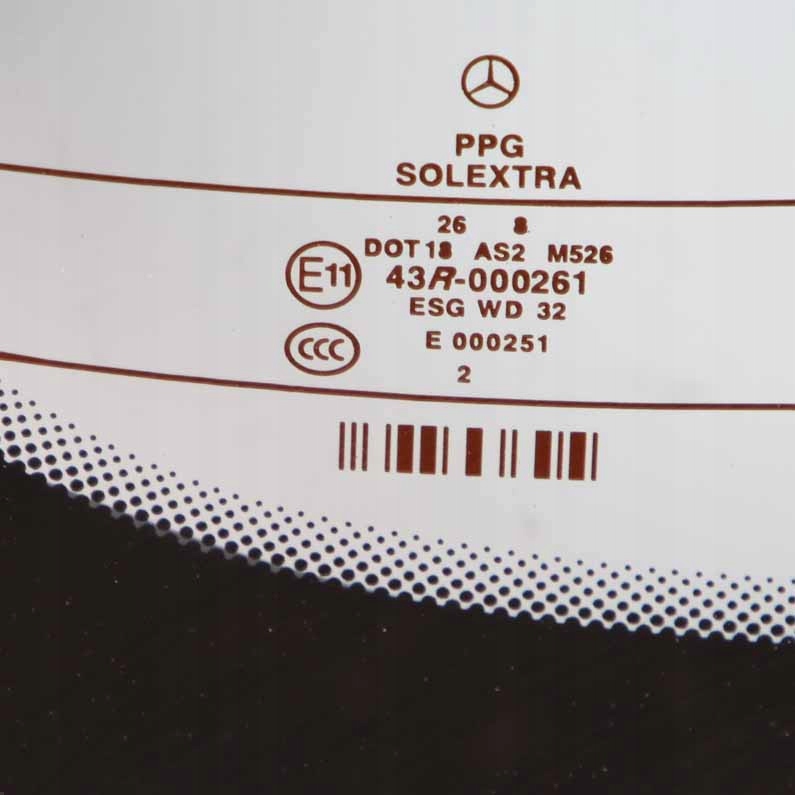 PPG
SOLEXTRA
26 8
DOT 18 AS2 M526
E11 43R-000261
ESG WD 32
CCC E 000251
2